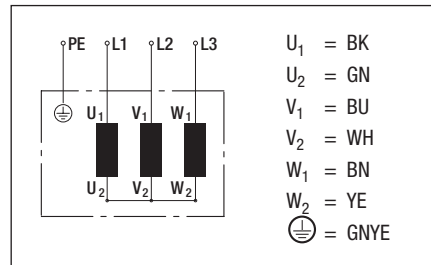 PE L1 L2 L3
U₁ V₁ W₁
U₂ V₂ W₂
U₁ = BK
U₂ = GN
V₁ = BU
V₂ = WH
W₁ = BN
W₂ = YE
⏚ = GNYE